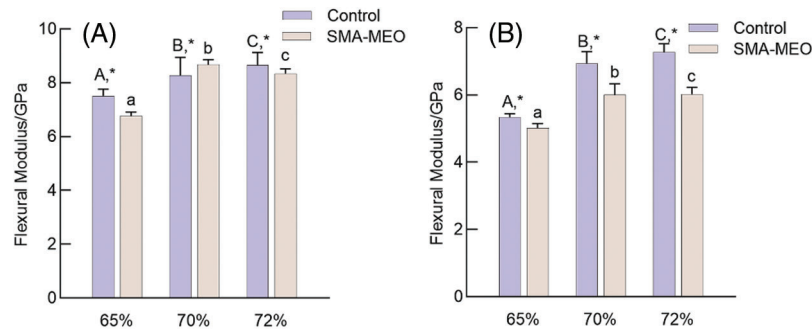 (A)
Control
SMA-MEO
Flexural Modulus/GPa
10
8
6
4
2
0
A,*
a
B,*
b
C,*
c
65%
70%
72%
(B)
Control
SMA-MEO
Flexural Modulus/GPa
8
6
4
2
0
A,*
a
B,*
b
C,*
c
65%
70%
72%